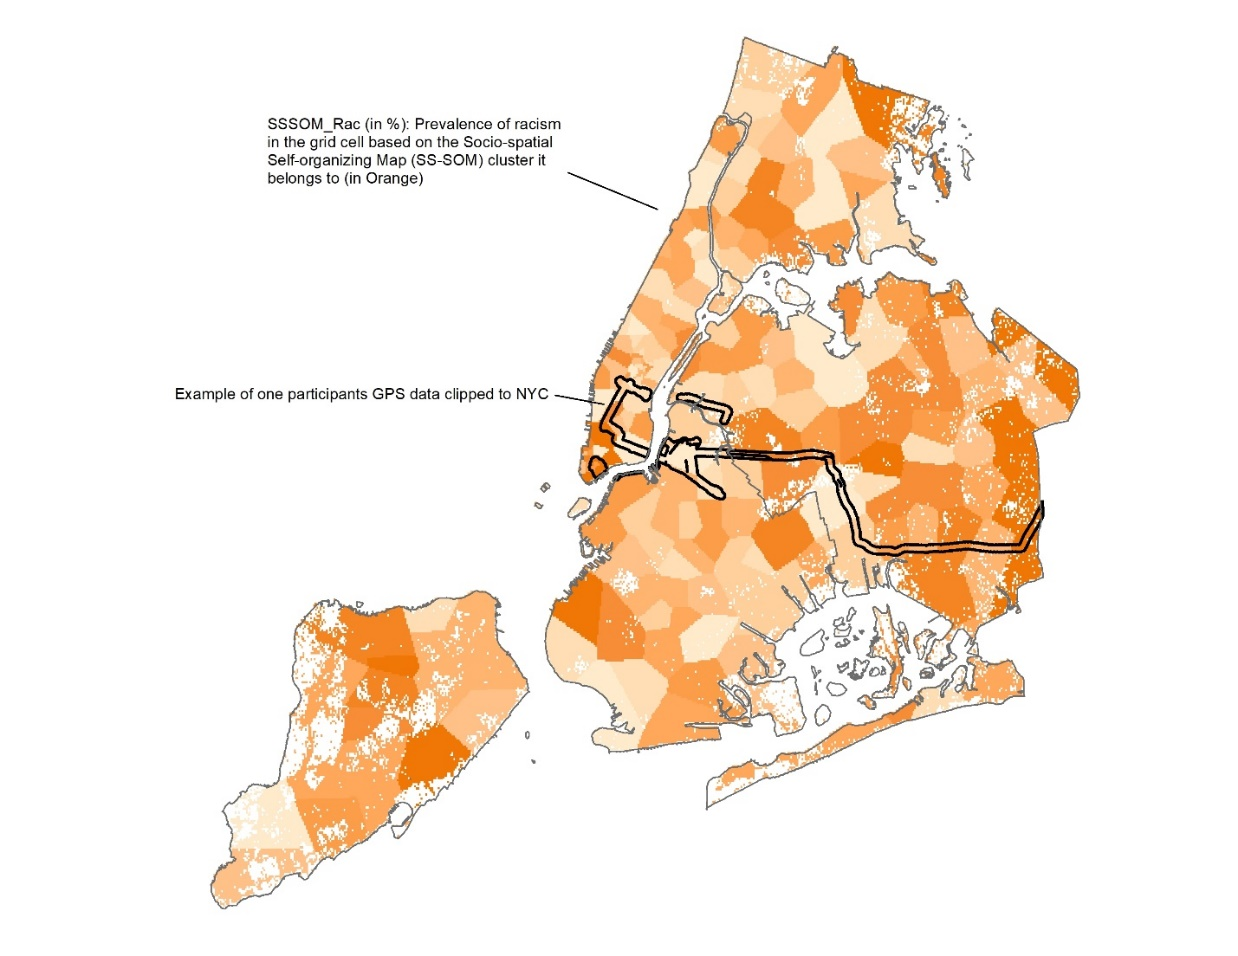 SSSOM_Rac (in %): Prevalence of racism
in the grid cell based on the Socio-spatial
Self-organizing Map (SS-SOM) cluster it
belongs to (in Orange)
Example of one participants GPS data clipped to NYC